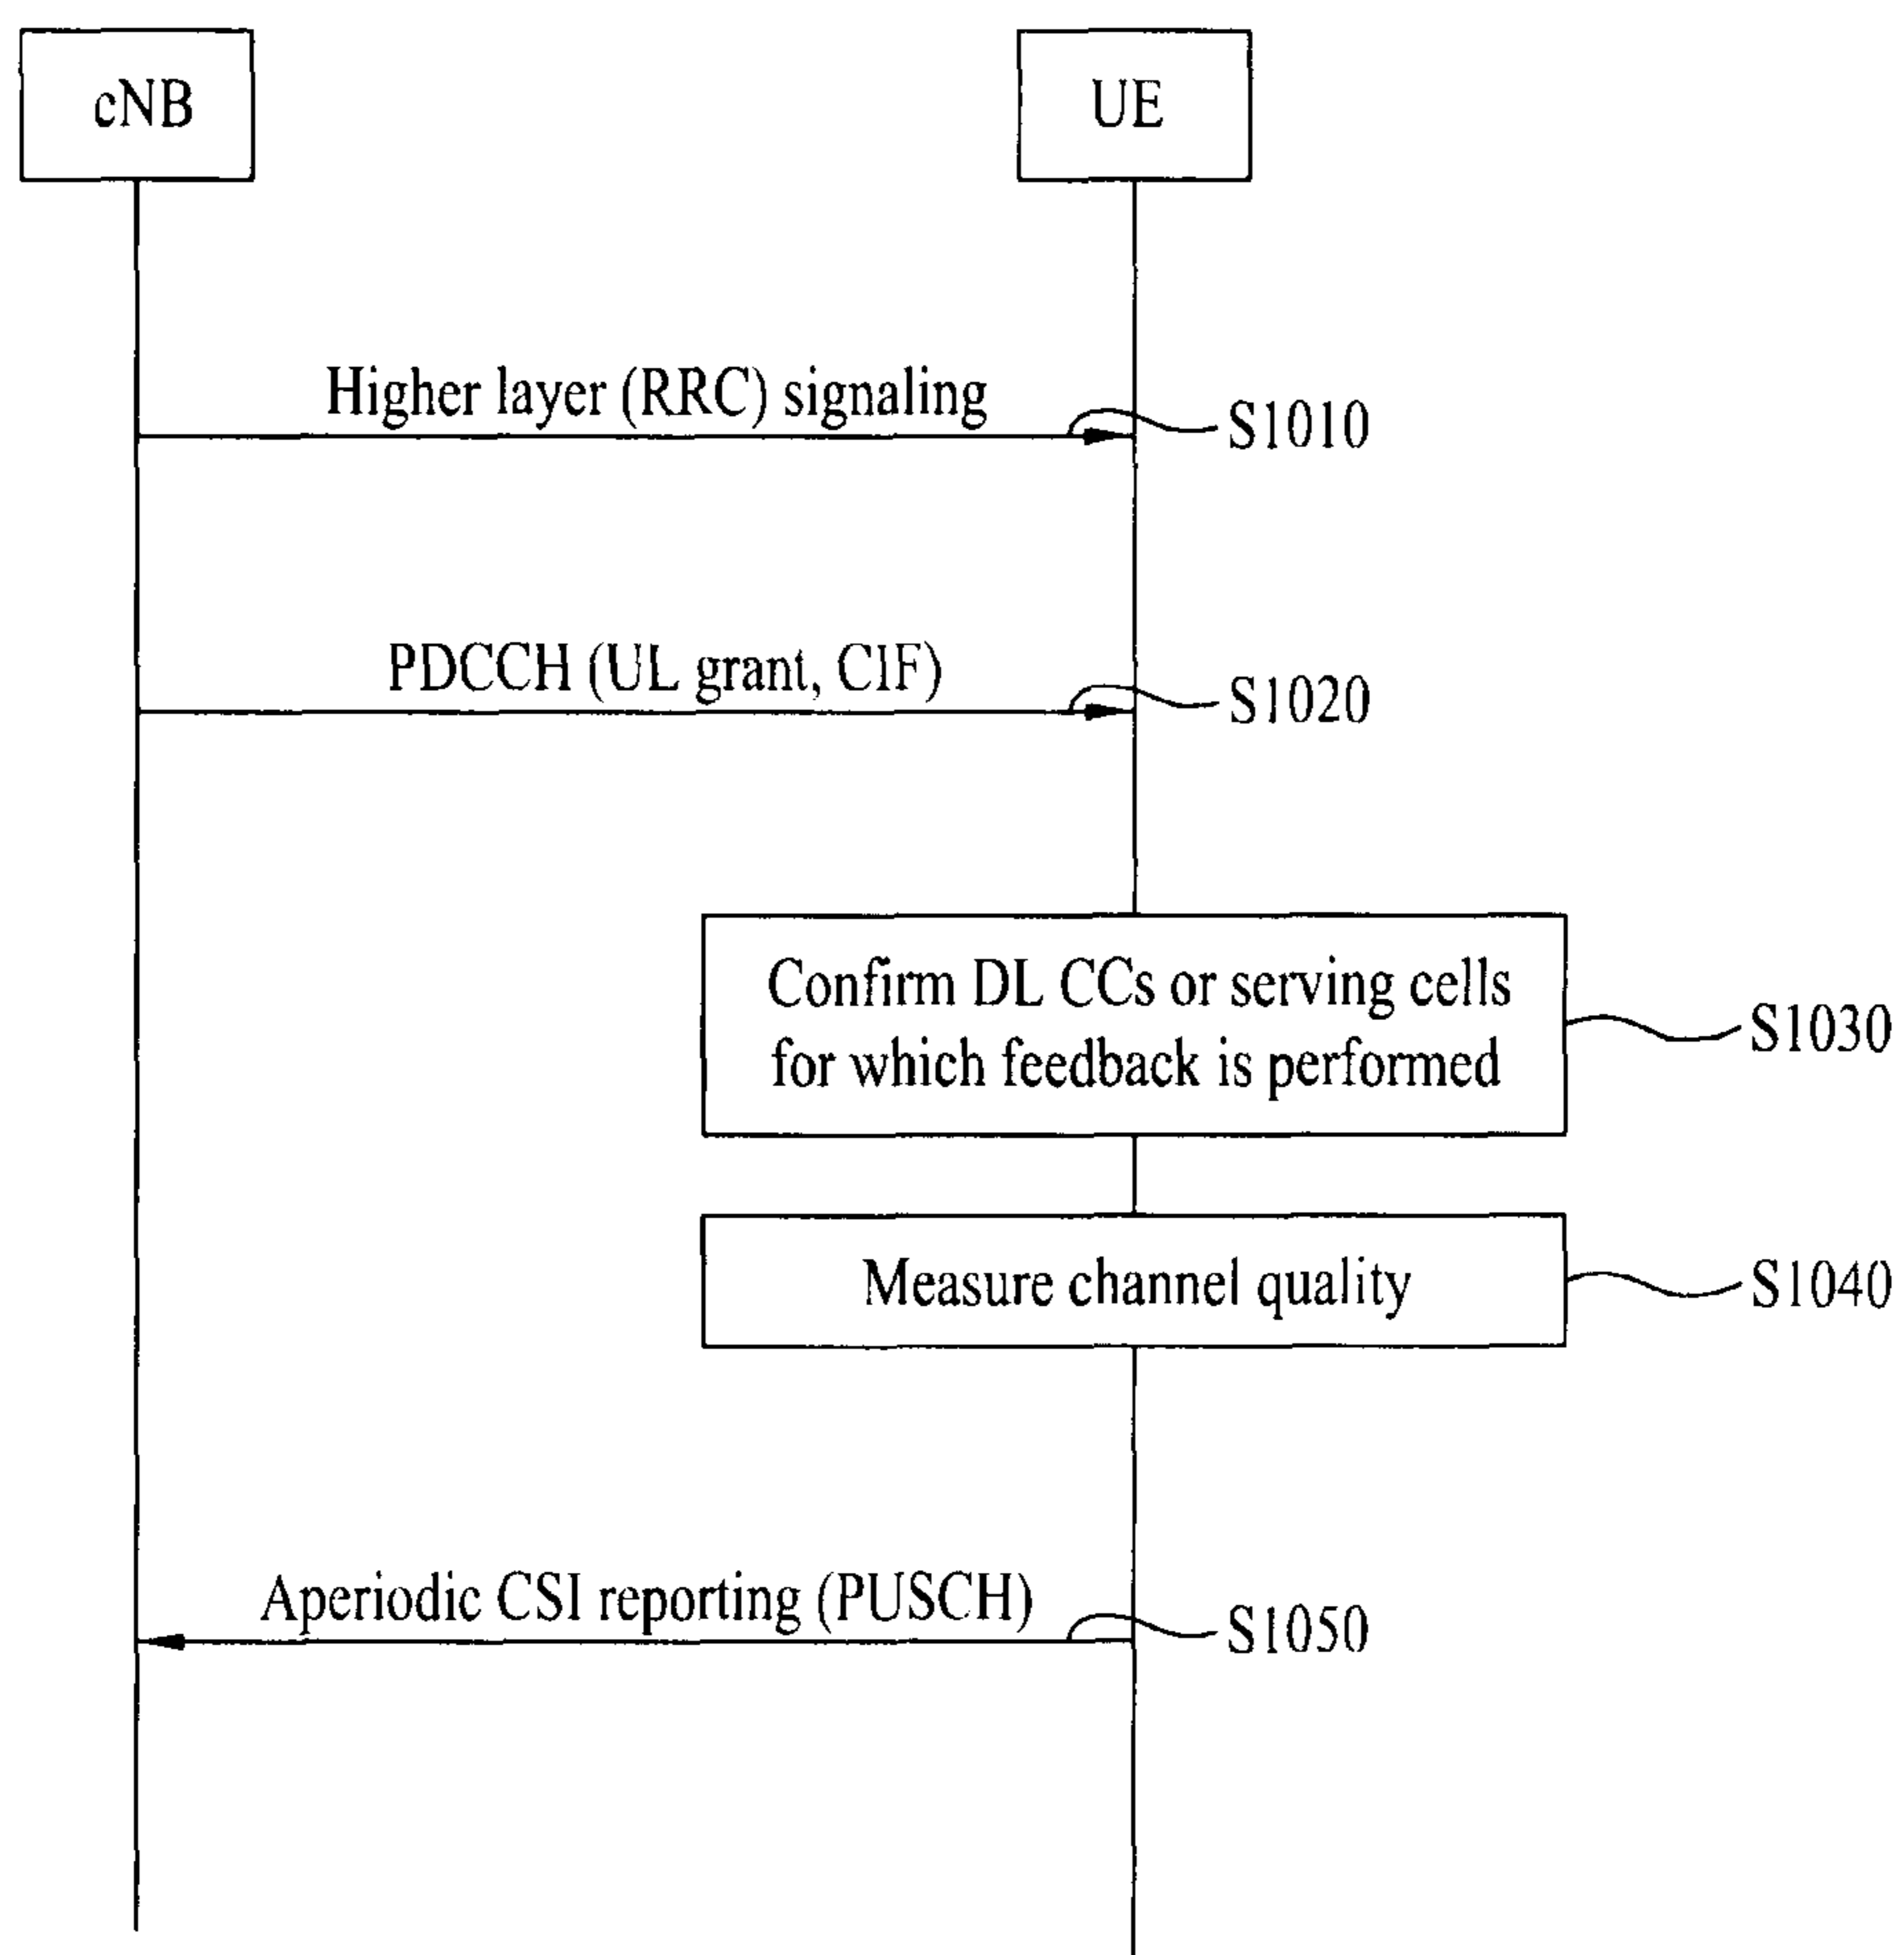 cNB
UE
Higher layer (RRC) signaling
S1010
PDCCH (UL grant, CIF)
S1020
Confirm DL CCs or serving cells
for which feedback is performed
S1030
Measure channel quality
S1040
Aperiodic CSI reporting (PUSCH)
S1050